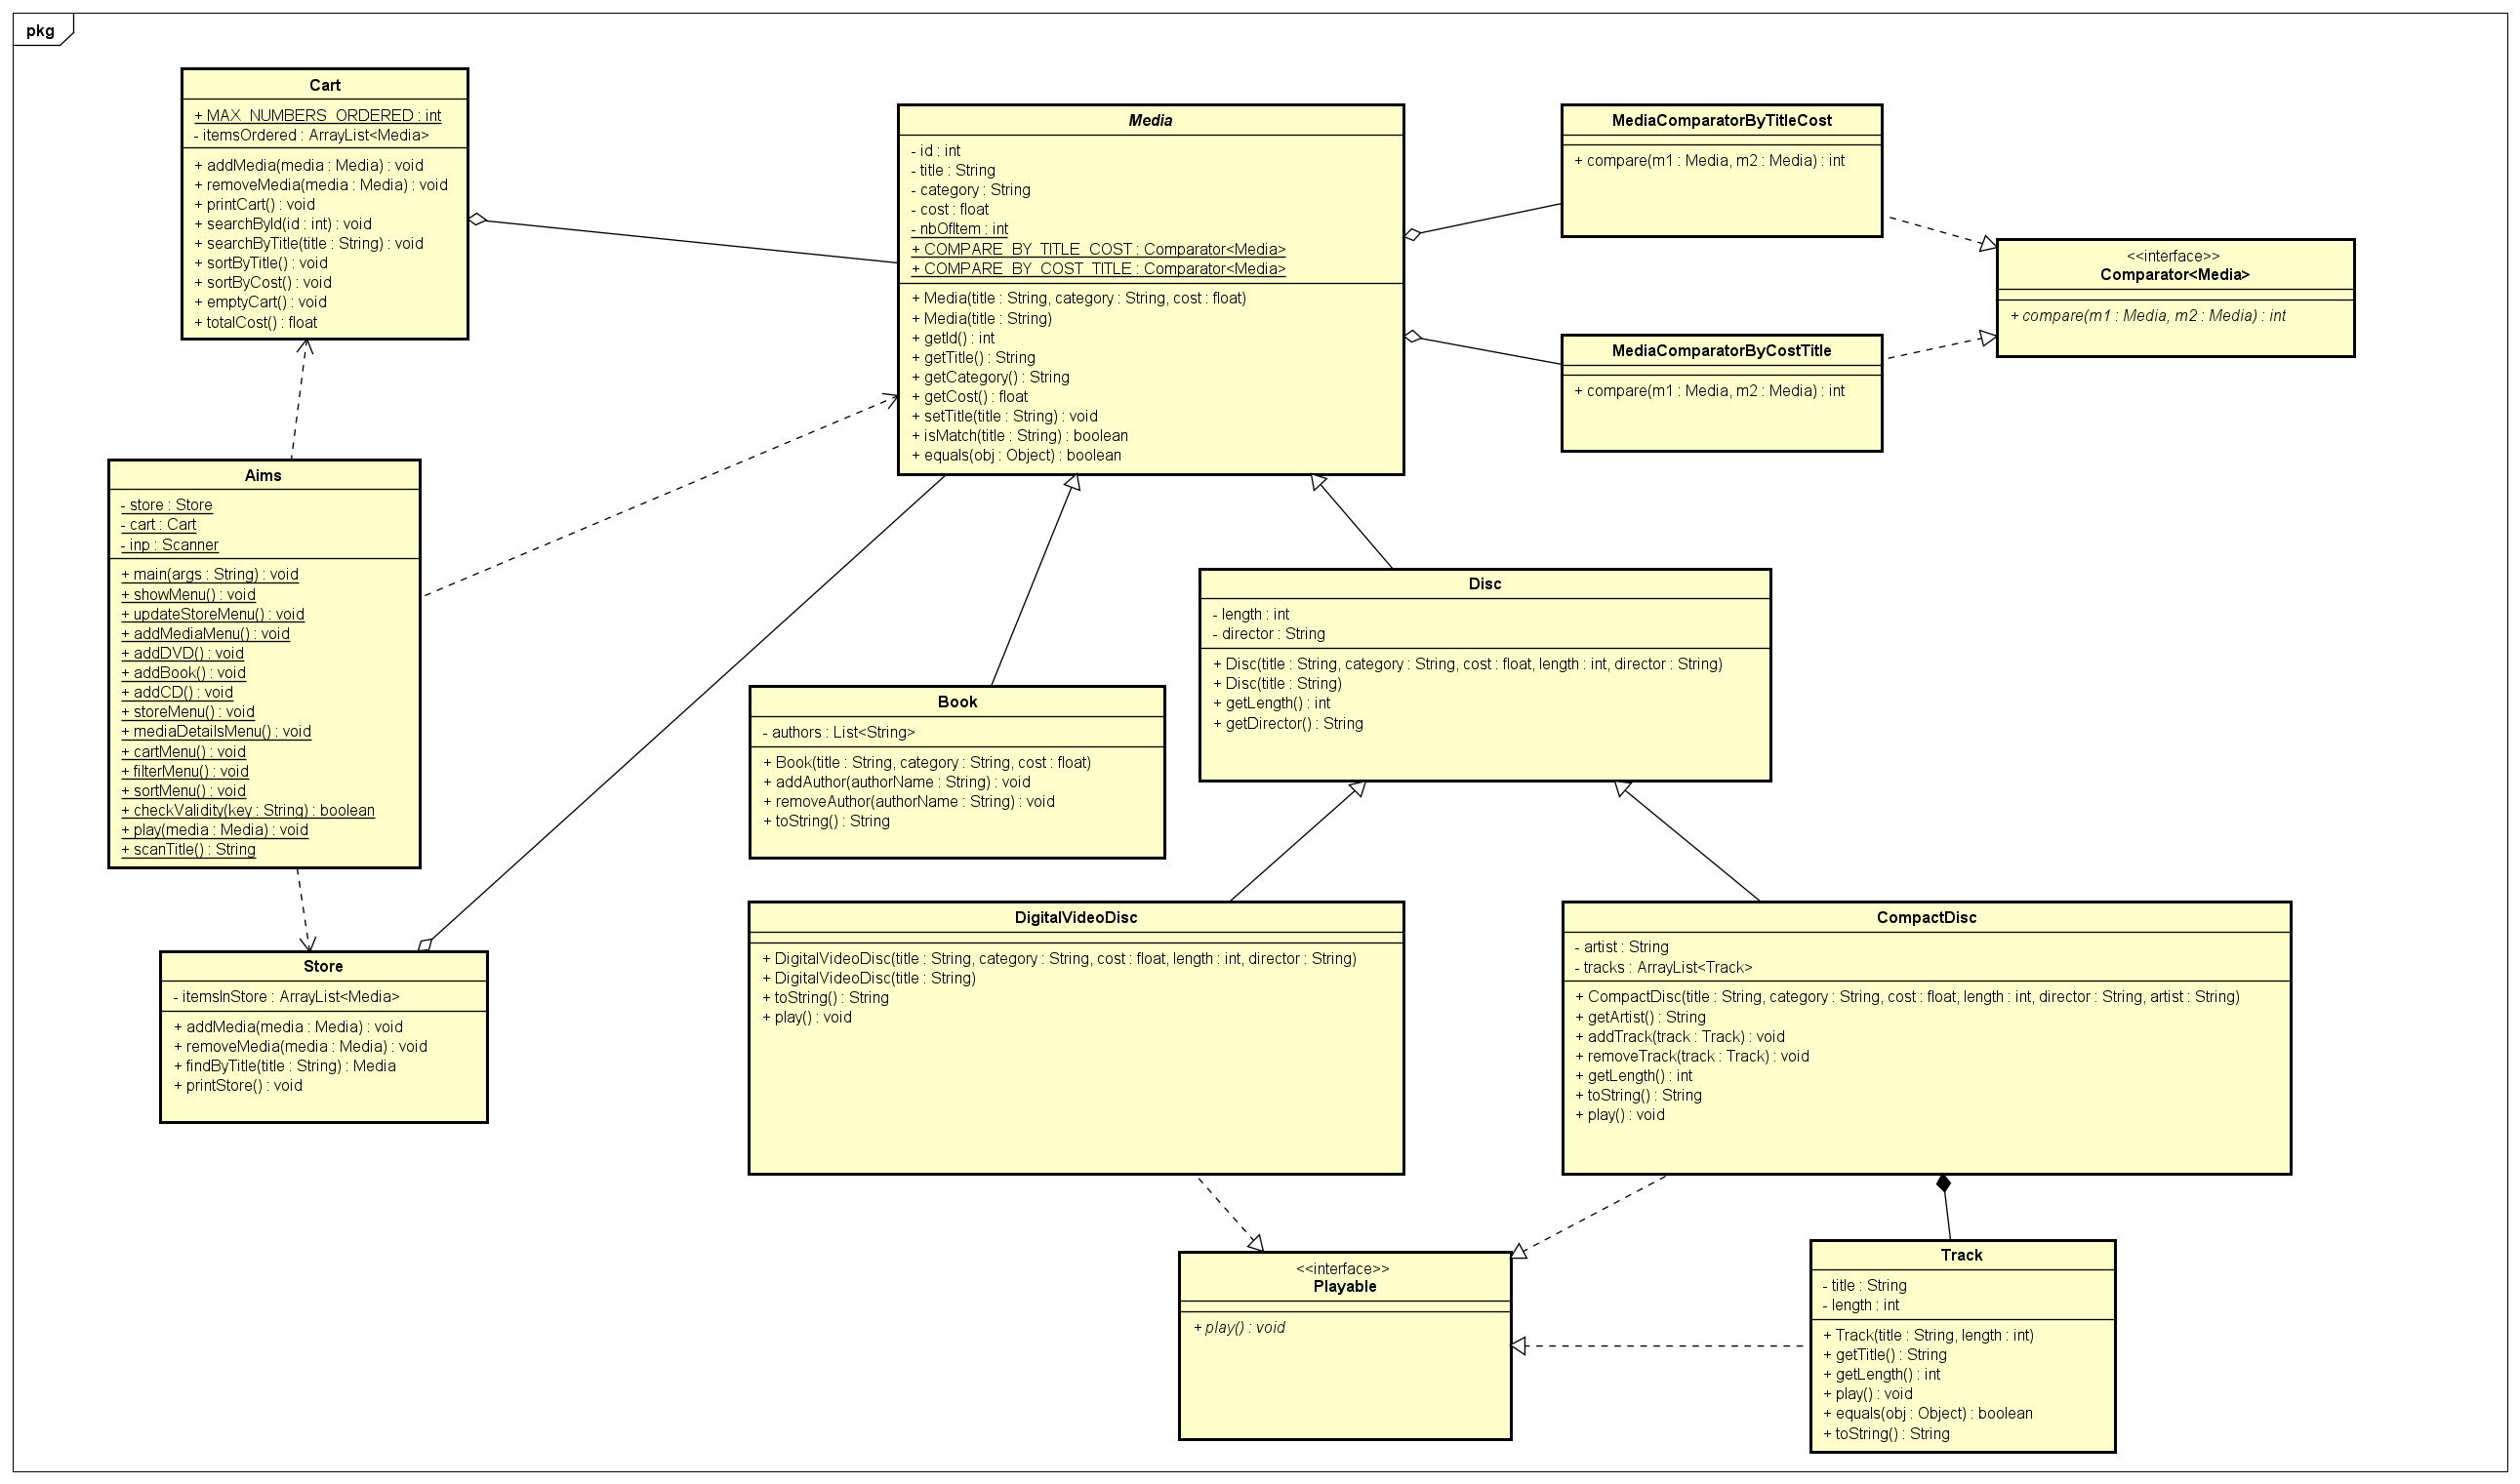 pkg
Cart
+ MAX_NUMBERS_ORDERED : int
- itemsOrdered : ArrayList<Media>
+ addMedia(media : Media) : void
+ removeMedia(media : Media) : void
+ printCart() : void
+ searchById(id : int) : void
+ searchByTitle(title : String) : void
+ sortByTitle() : void
+ sortByCost() : void
+ emptyCart() : void
+ totalCost() : float
Media
- id : int
- title : String
- category : String
- cost : float
- nbOfItem : int
+ COMPARE_BY_TITLE_COST : Comparator<Media>
+ COMPARE_BY_COST_TITLE : Comparator<Media>
+ Media(title : String, category : String, cost : float)
+ Media(title : String)
+ getId() : int
+ getTitle() : String
+ getCategory() : String
+ getCost() : float
+ setTitle(title : String) : void
+ isMatch(title : String) : boolean
+ equals(obj : Object) : boolean
MediaComparatorByTitleCost
+ compare(m1 : Media, m2 : Media) : int
<<interface>>
Comparator<Media>
+ compare(m1 : Media, m2 : Media) : int
MediaComparatorByCostTitle
+ compare(m1 : Media, m2 : Media) : int
Aims
- store : Store
- cart : Cart
- inp : Scanner
+ main(args : String) : void
+ showMenu() : void
+ updateStoreMenu() : void
+ addMediaMenu() : void
+ addDVD() : void
+ addBook() : void
+ addCD() : void
+ storeMenu() : void
+ mediaDetailsMenu() : void
+ cartMenu() : void
+ filterMenu() : void
+ sortMenu() : void
+ checkValidity(key : String) : boolean
+ play(media : Media) : void
+ scanTitle() : String
Disc
- length : int
- director : String
+ Disc(title : String, category : String, cost : float, length : int, director : String)
+ Disc(title : String)
+ getLength() : int
+ getDirector() : String
Book
- authors : List<String>
+ Book(title : String, category : String, cost : float)
+ addAuthor(authorName : String) : void
+ removeAuthor(authorName : String) : void
+ toString() : String
Store
- itemsInStore : ArrayList<Media>
+ addMedia(media : Media) : void
+ removeMedia(media : Media) : void
+ findByTitle(title : String) : Media
+ printStore() : void
DigitalVideoDisc
+ DigitalVideoDisc(title : String, category : String, cost : float, length : int, director : String)
+ DigitalVideoDisc(title : String)
+ toString() : String
+ play() : void
CompactDisc
- artist : String
- tracks : ArrayList<Track>
+ CompactDisc(title : String, category : String, cost : float, length : int, director : String, artist : String)
+ getArtist() : String
+ addTrack(track : Track) : void
+ removeTrack(track : Track) : void
+ getLength() : int
+ toString() : String
+ play() : void
<<interface>>
Playable
+ play() : void
Track
- title : String
- length : int
+ Track(title : String, length : int)
+ getTitle() : String
+ getLength() : int
+ play() : void
+ equals(obj : Object) : boolean
+ toString() : String